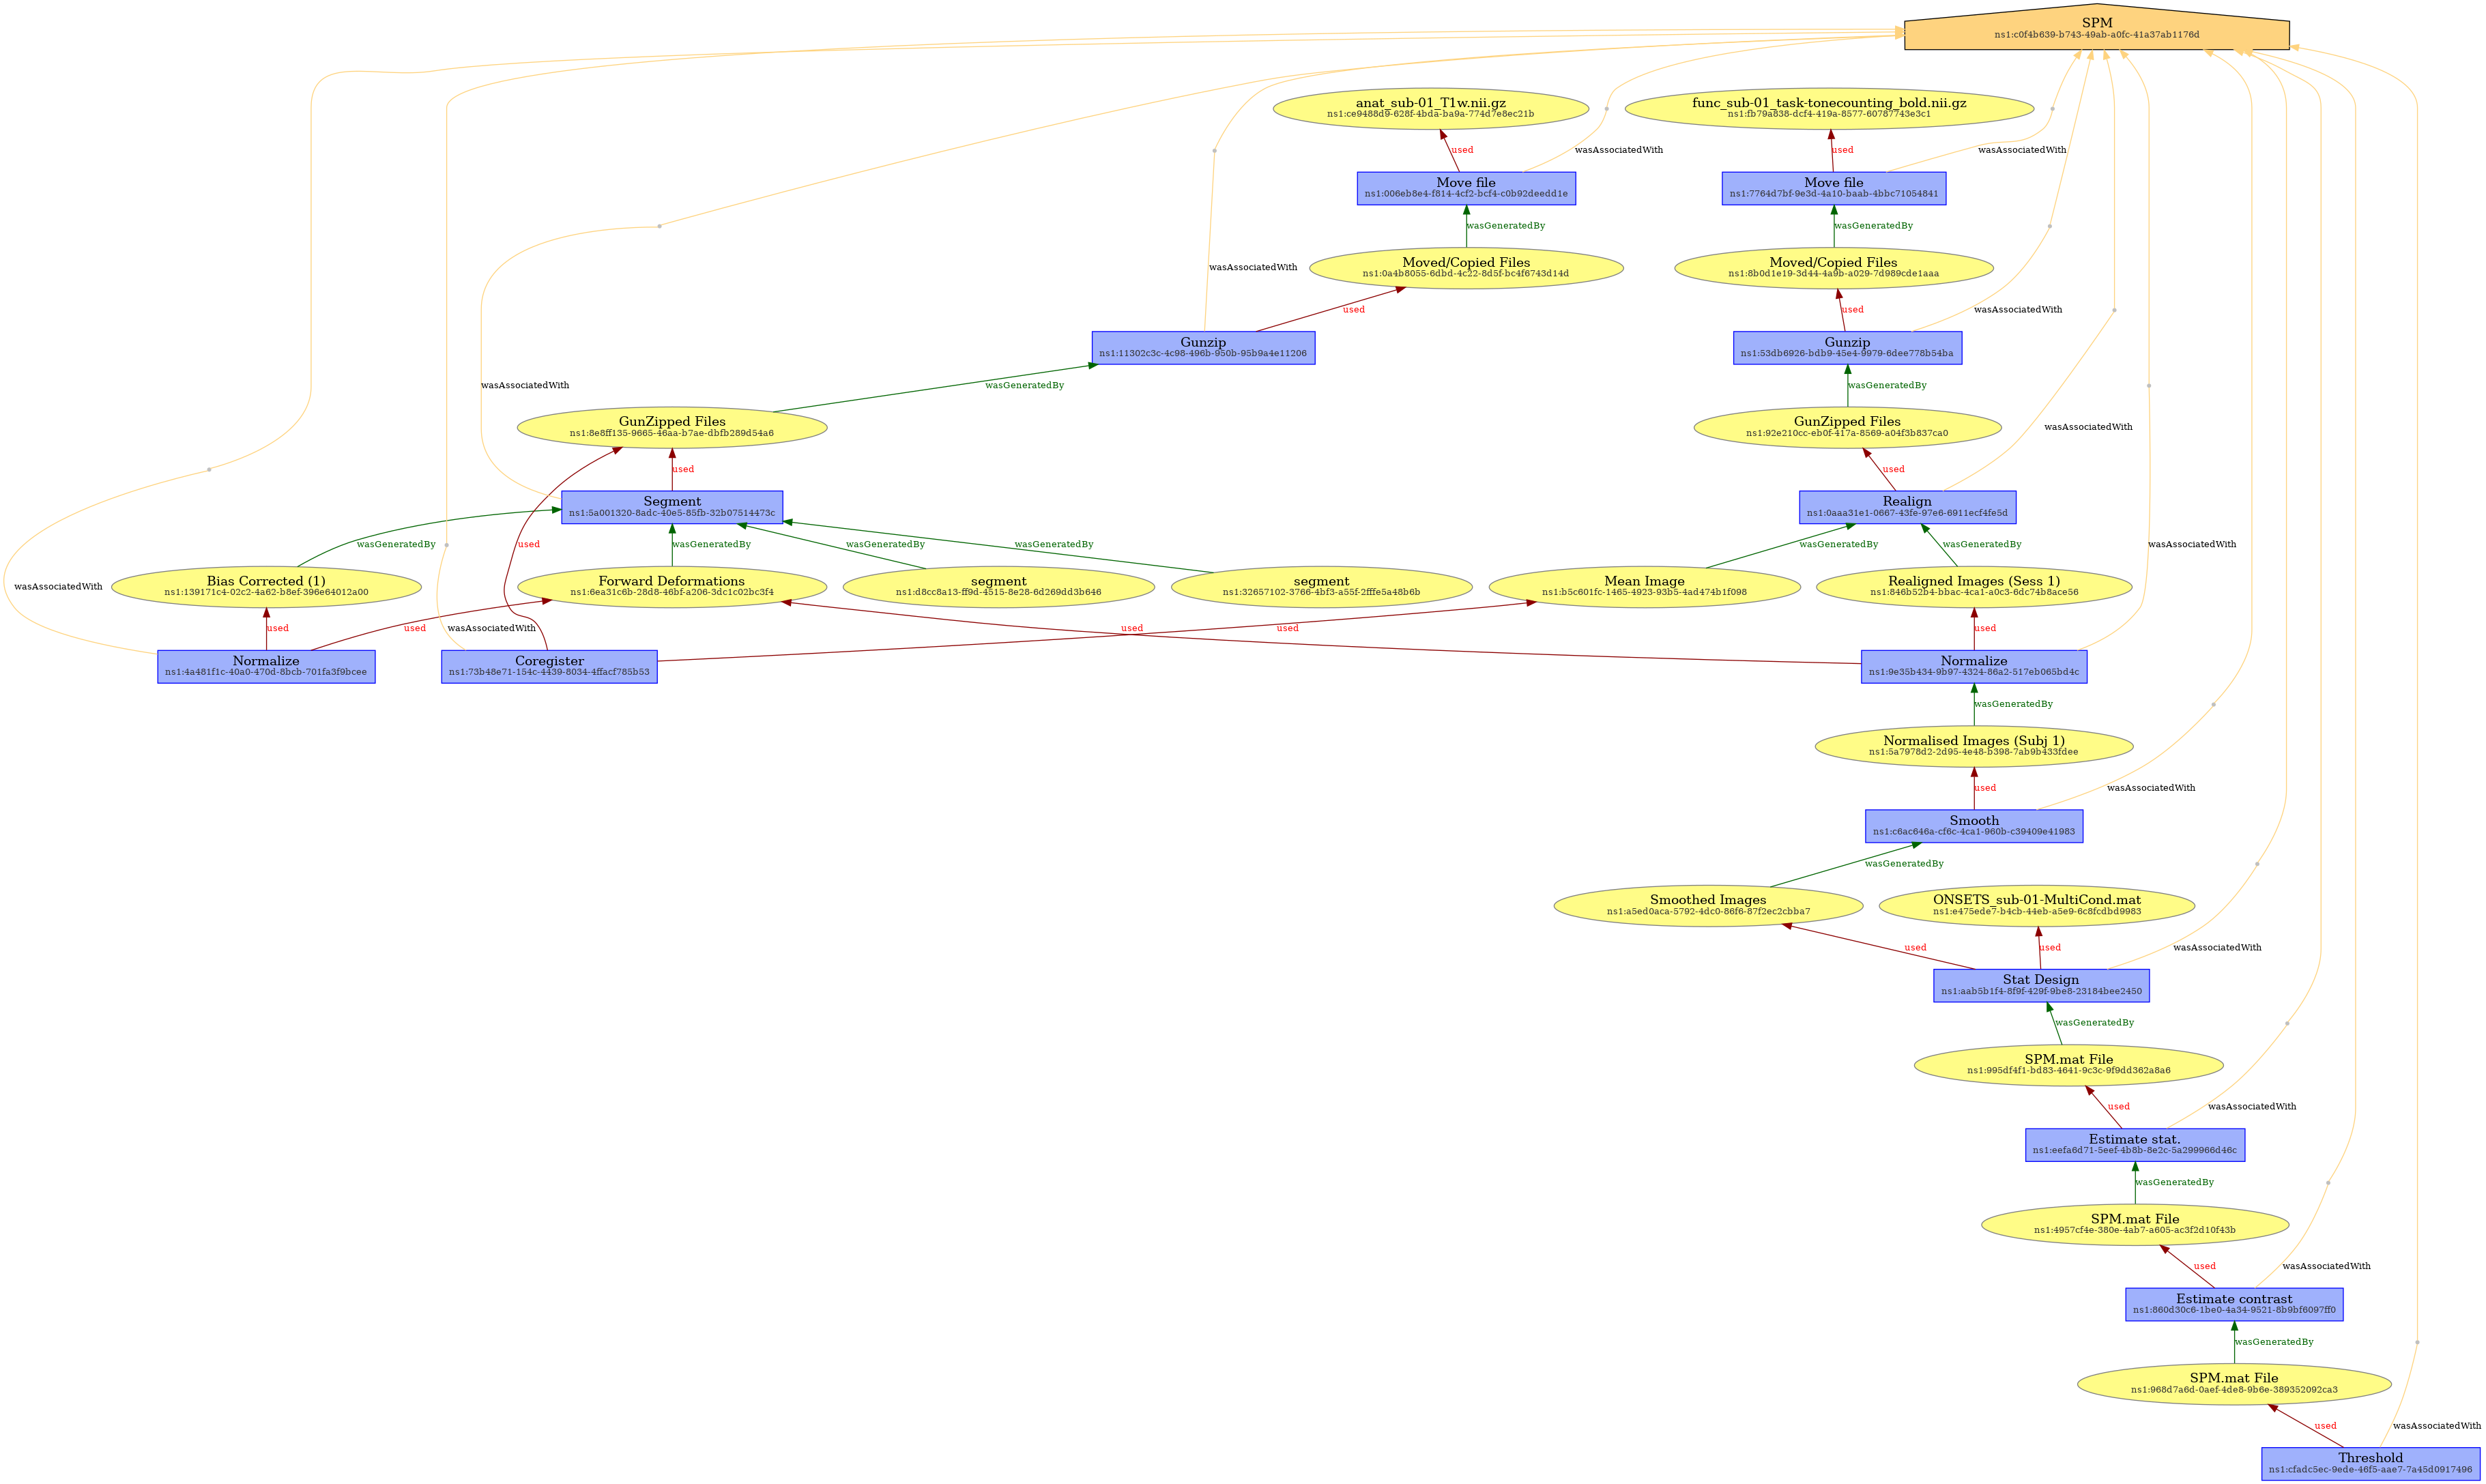 SPM
ns1:c0f4b639-b743-49ab-a0fc-41a37ab1176d
anat_sub-01_T1w.nii.gz
ns1:ce9488d9-628f-4bda-ba9a-774d7e8ec21b
func_sub-01_task-tonecounting_bold.nii.gz
ns1:fb79a838-dcf4-419a-8577-60787743e3c1
used
wasAssociatedWith
used
wasAssociatedWith
Move file
ns1:006eb8e4-f814-4cf2-bcf4-c0b92deedd1e
Move file
ns1:7764d7bf-9e3d-4a10-baab-4bbc71054841
wasGeneratedBy
wasGeneratedBy
wasAssociatedWith
Moved/Copied Files
ns1:0a4b8055-6dbd-4c22-8d5f-bc4f6743d14d
Moved/Copied Files
ns1:8b0d1e19-3d44-4a9b-a029-7d989cde1aaa
used
used
wasAssociatedWith
Gunzip
ns1:11302c3c-4c98-496b-950b-95b9a4e11206
Gunzip
ns1:53db6926-bdb9-45e4-9979-6dee778b54ba
wasAssociatedWith
wasGeneratedBy
wasGeneratedBy
GunZipped Files
ns1:8e8ff135-9665-46aa-b7ae-dbfb289d54a6
GunZipped Files
ns1:92e210cc-eb0f-417a-8569-a04f3b837ca0
wasAssociatedWith
used
used
Segment
ns1:5a001320-8adc-40e5-85fb-32b07514473c
Realign
ns1:0aaa31e1-0667-43fe-97e6-6911ecf4fe5d
wasGeneratedBy
used
wasGeneratedBy
wasGeneratedBy
wasGeneratedBy
wasGeneratedBy
wasGeneratedBy
wasAssociatedWith
Bias Corrected (1)
ns1:139171c4-02c2-4a62-b8ef-396e64012a00
Forward Deformations
ns1:6ea31c6b-28d8-46bf-a206-3dc1c02bc3f4
segment
ns1:d8cc8a13-ff9d-4515-8e28-6d269dd3b646
segment
ns1:32657102-3766-4bf3-a55f-2fffe5a48b6b
Mean Image
ns1:b5c601fc-1465-4923-93b5-4ad474b1f098
Realigned Images (Sess 1)
ns1:846b52b4-bbac-4ca1-a0c3-6dc74b8ace56
wasAssociatedWith
used
used
wasAssociatedWith
used
used
used
Normalize
ns1:4a481f1c-40a0-470d-8bcb-701fa3f9bcee
Coregister
ns1:73b48e71-154c-4439-8034-4ffacf785b53
Normalize
ns1:9e35b434-9b97-4324-86a2-517eb065bd4c
wasGeneratedBy
Normalised Images (Subj 1)
ns1:5a7978d2-2d95-4e48-b398-7ab9b433fdee
used
wasAssociatedWith
Smooth
ns1:c6ac646a-cf6c-4ca1-960b-c39409e41983
wasGeneratedBy
Smoothed Images
ns1:a5ed0aca-5792-4dc0-86f6-87f2ec2cbba7
ONSETS_sub-01-MultiCond.mat
ns1:e475ede7-b4cb-44eb-a5e9-6c8fcdbd9983
used
used
wasAssociatedWith
Stat Design
ns1:aab5b1f4-8f9f-429f-9be8-23184bee2450
wasGeneratedBy
SPM.mat File
ns1:995df4f1-bd83-4641-9c3c-9f9dd362a8a6
used
wasAssociatedWith
Estimate stat.
ns1:eefa6d71-5eef-4b8b-8e2c-5a299966d46c
wasGeneratedBy
SPM.mat File
ns1:4957cf4e-380e-4ab7-a605-ac3f2d10f43b
used
wasAssociatedWith
Estimate contrast
ns1:860d30c6-1be0-4a34-9521-8b9bf6097ff0
wasGeneratedBy
SPM.mat File
ns1:968d7a6d-0aef-4de8-9b6e-389352092ca3
used
wasAssociatedWith
Threshold
ns1:cfadc5ec-9ede-46f5-aae7-7a45d0917496